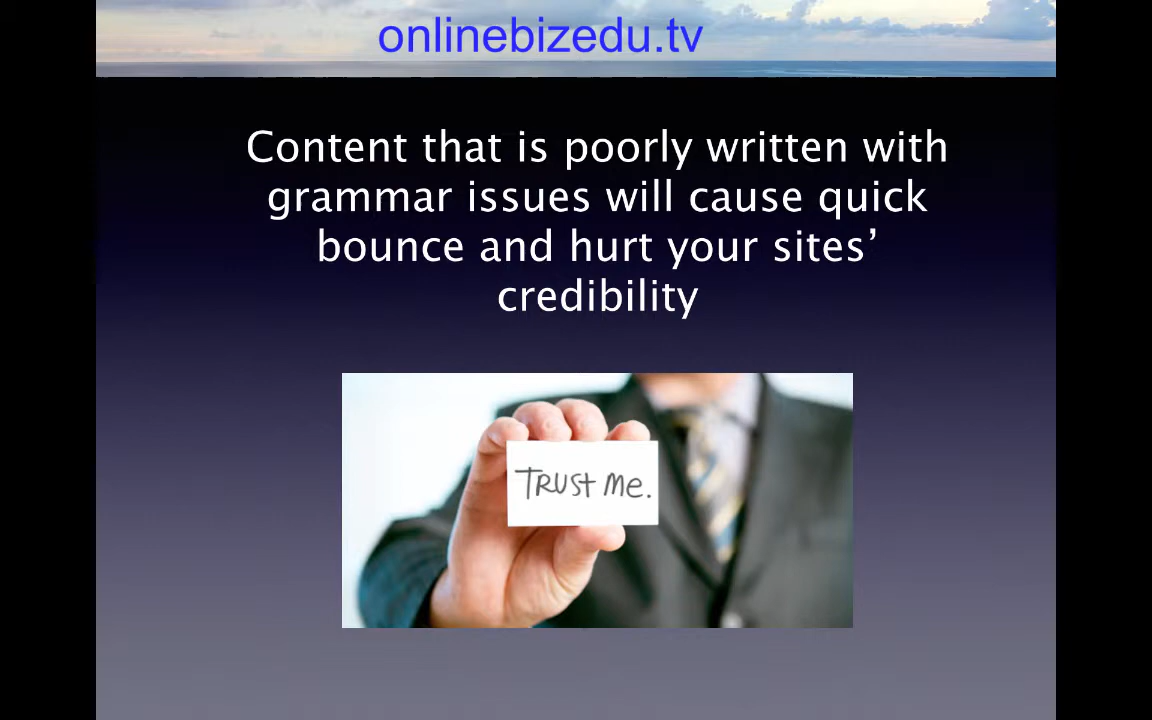 onlinebizedu.tv
Content that is poorly written with
grammar issues will cause quick
bounce and hurt your sites’
credibility
TRUST me.